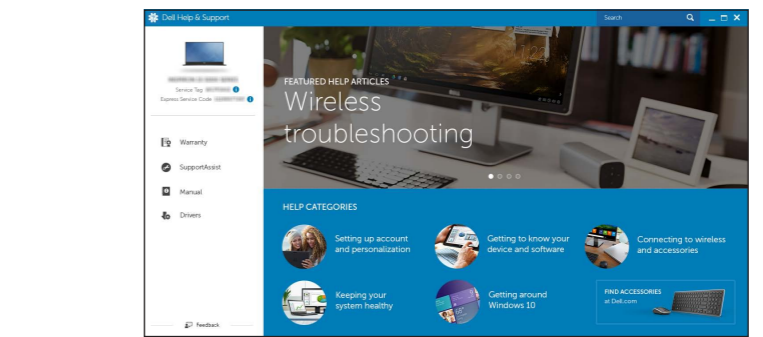 Dell Help & Support
Search
Service Tag:
Express Service Code:
Warranty
SupportAssist
Manual
Drivers
Feedback
FEATURED HELP ARTICLES
Wireless
troubleshooting
HELP CATEGORIES
Setting up account
and personalization
Getting to know your
device and software
Connecting to wireless
and accessories
Keeping your
system healthy
Getting around
Windows 10
FIND ACCESSORIES
at Dell.com